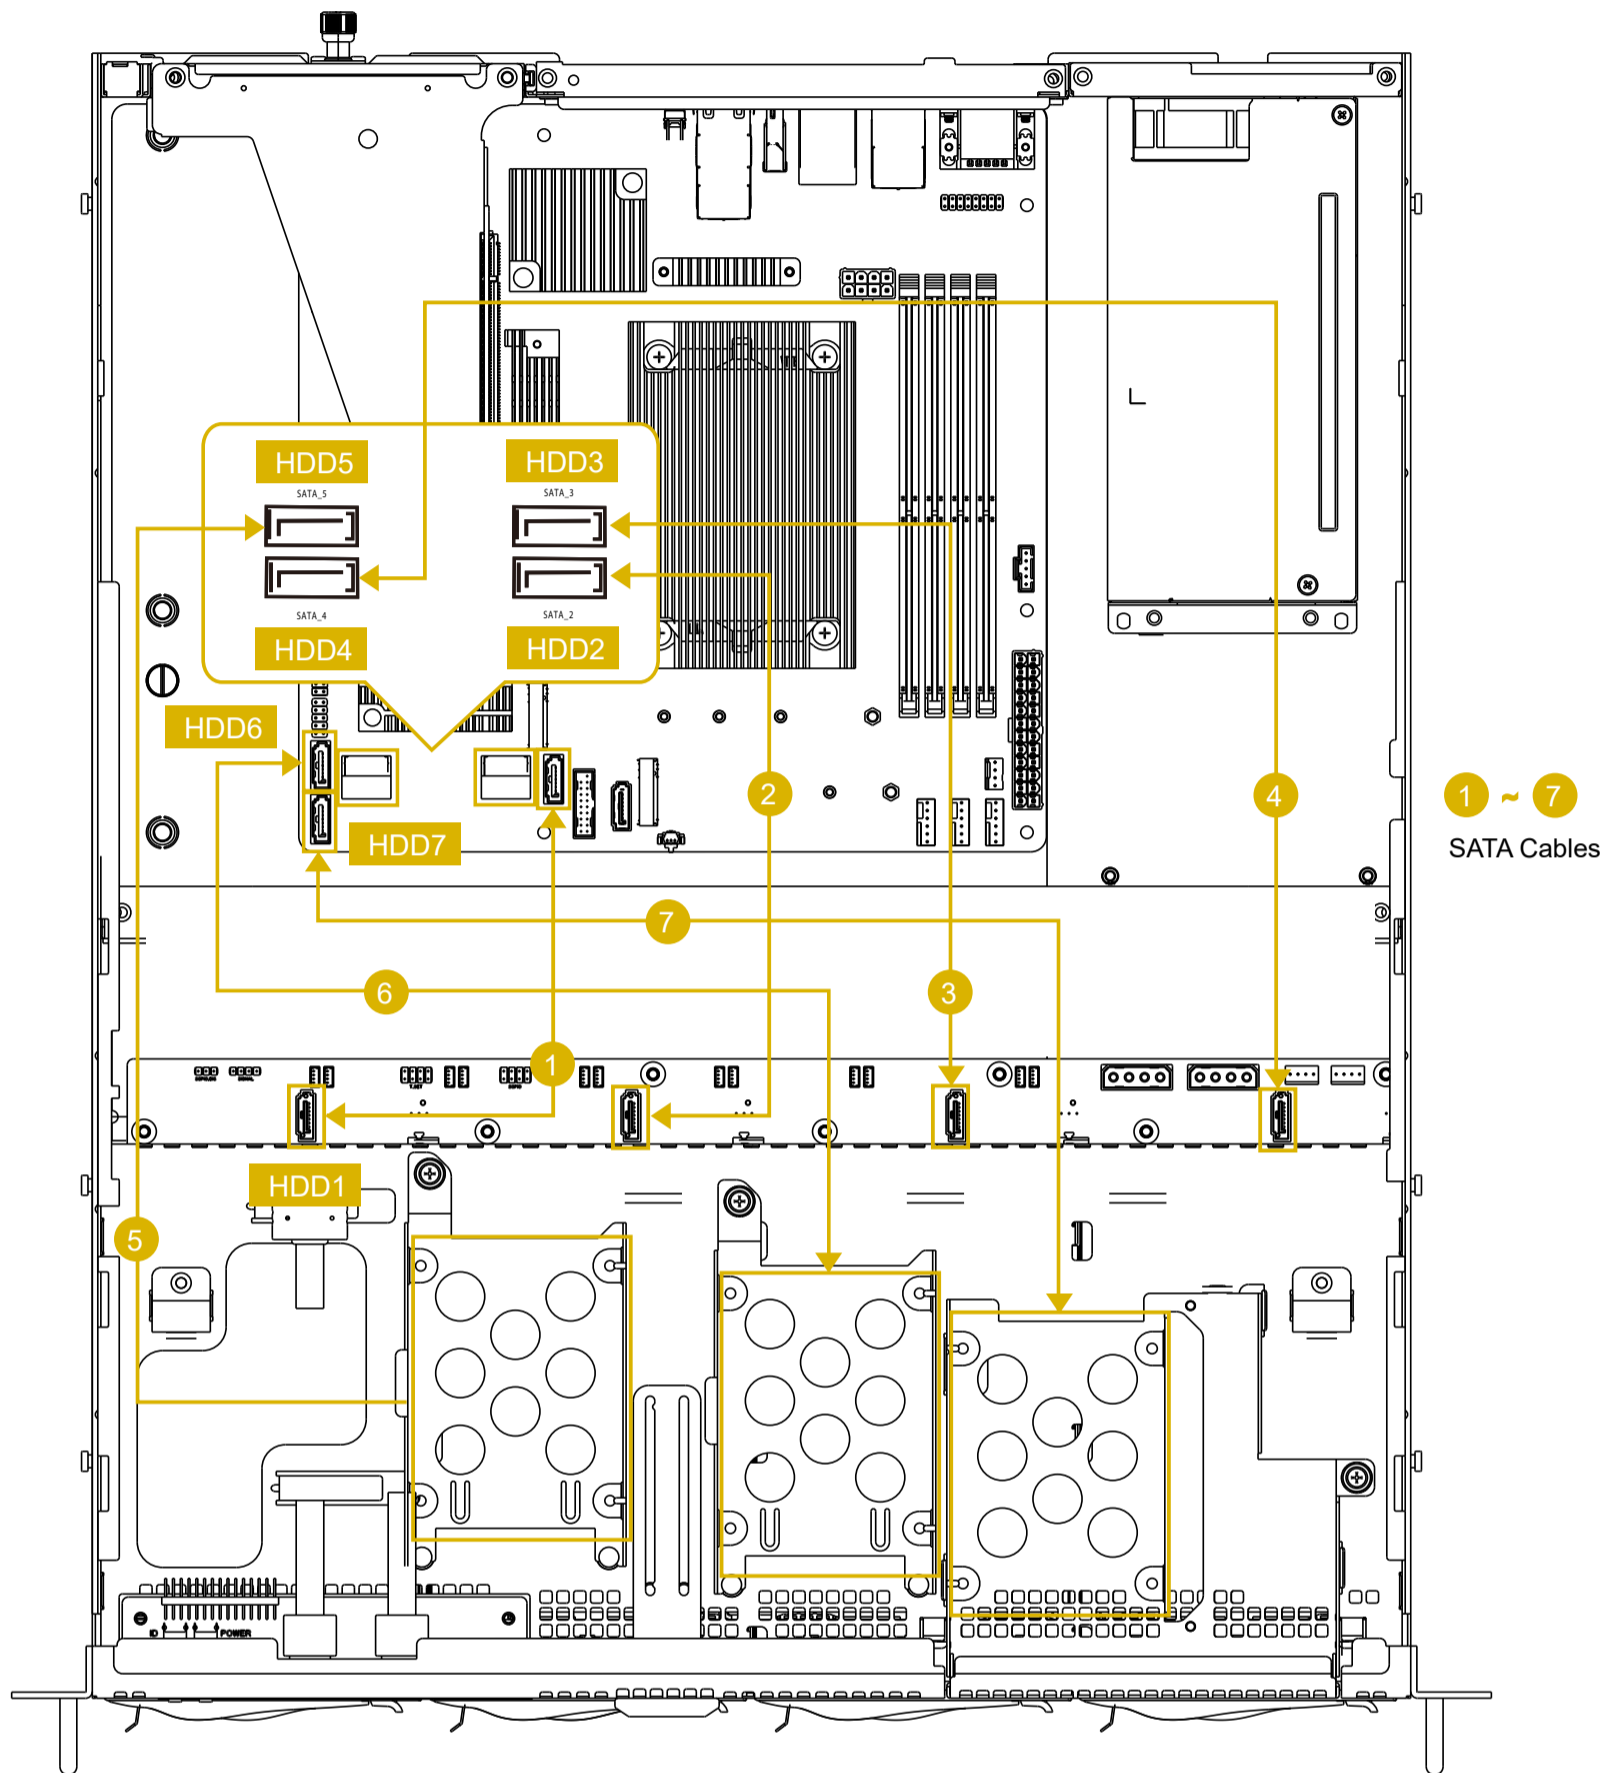 HDD5
HDD3
SATA_5
SATA_3
SATA_4
SATA_2
HDD4
HDD2
HDD6
HDD7
2
4
1 ~ 7
SATA Cables
7
6
3
1
HDD1
5
ID
POWER